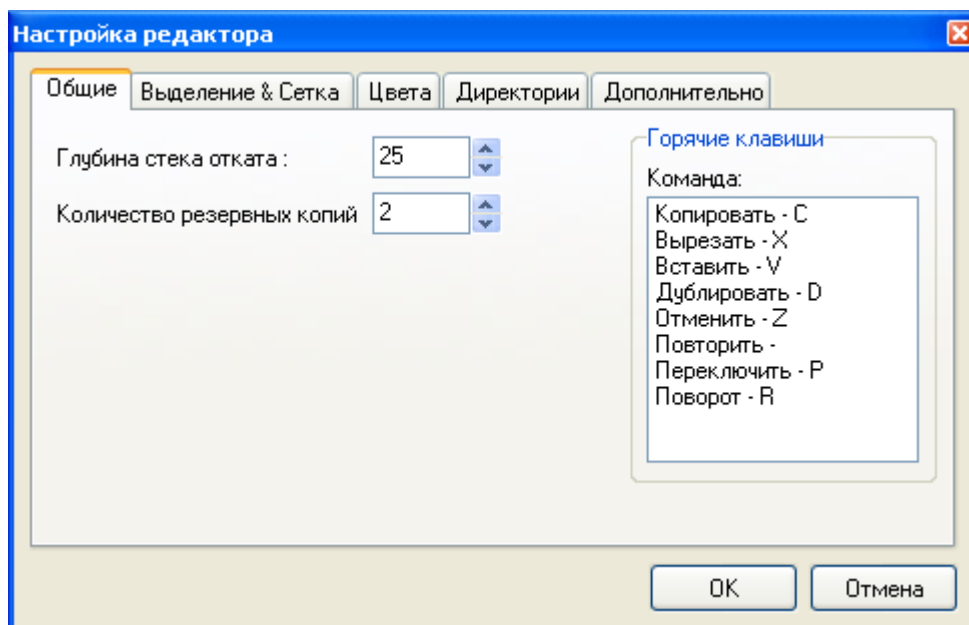 Настройка редактора
Общие Выделение & Сетка Цвета Директории Дополнительно
Глубина стека отката : 25
Количество резервных копий 2
Горячие клавиши
Команда:
Копировать - C
Вырезать - X
Вставить - V
Дублировать - D
Отменить - Z
Повторить -
Переключить - P
Поворот - R
OK Отмена